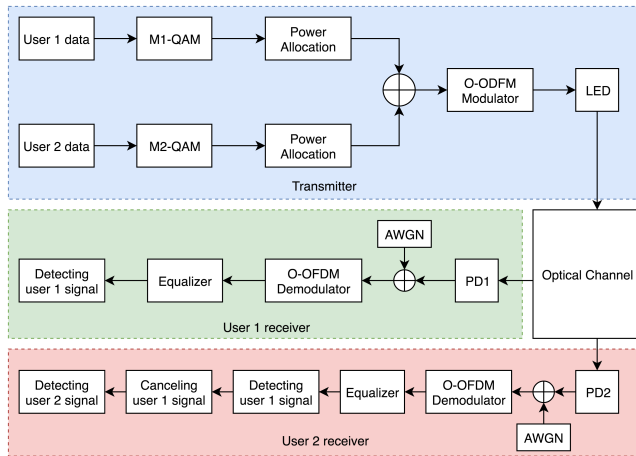 User 1 data
M1-QAM
Power
Allocation
O-ODFM
Modulator
LED
User 2 data
M2-QAM
Power
Allocation
Transmitter
AWGN
Detecting
user 1 signal
Equalizer
O-OFDM
Demodulator
PD1
Optical Channel
User 1 receiver
Detecting
user 2 signal
Canceling
user 1 signal
Detecting
user 1 signal
Equalizer
O-OFDM
Demodulator
PD2
AWGN
User 2 receiver